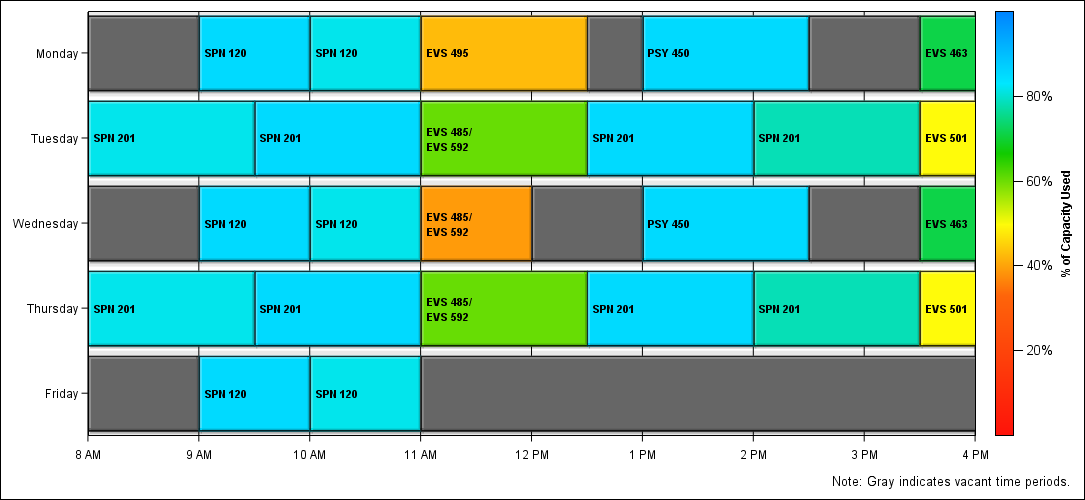 Monday
SPN 120
SPN 120
EVS 495
PSY 450
EVS 463
80%
Tuesday
SPN 201
SPN 201
EVS 485/
EVS 592
SPN 201
SPN 201
EVS 501
60%
% of Capacity Used
Wednesday
SPN 120
SPN 120
EVS 485/
EVS 592
PSY 450
EVS 463
40%
Thursday
SPN 201
SPN 201
EVS 485/
EVS 592
SPN 201
SPN 201
EVS 501
20%
Friday
SPN 120
SPN 120
8 AM
9 AM
10 AM
11 AM
12 PM
1 PM
2 PM
3 PM
4 PM
Note: Gray indicates vacant time periods.